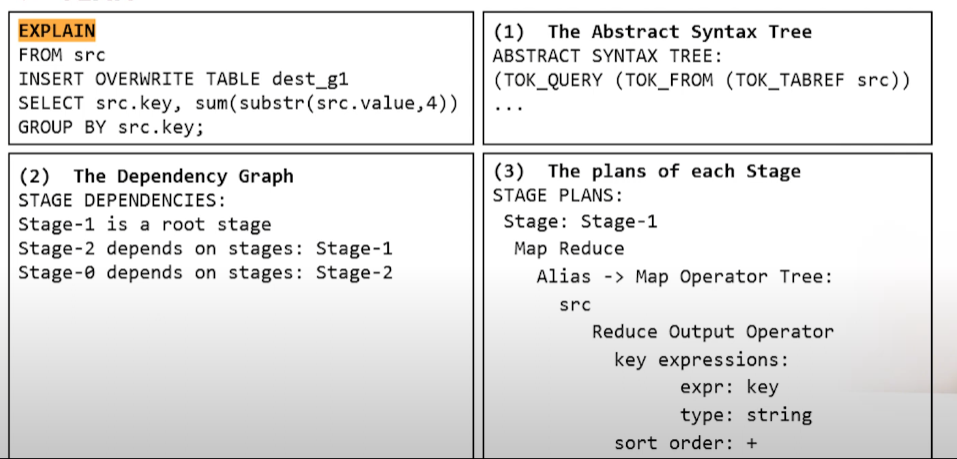 EXPLAIN
FROM src
INSERT OVERWRITE TABLE dest_g1
SELECT src.key, sum(substr(src.value,4))
GROUP BY src.key;
(1) The Abstract Syntax Tree
ABSTRACT SYNTAX TREE:
(TOK_QUERY (TOK_FROM (TOK_TABREF src))
...
(2) The Dependency Graph
STAGE DEPENDENCIES:
Stage-1 is a root stage
Stage-2 depends on stages: Stage-1
Stage-0 depends on stages: Stage-2
(3) The plans of each Stage
STAGE PLANS:
Stage: Stage-1
Map Reduce
Alias -> Map Operator Tree:
src
Reduce Output Operator
key expressions:
expr: key
type: string
sort order: +